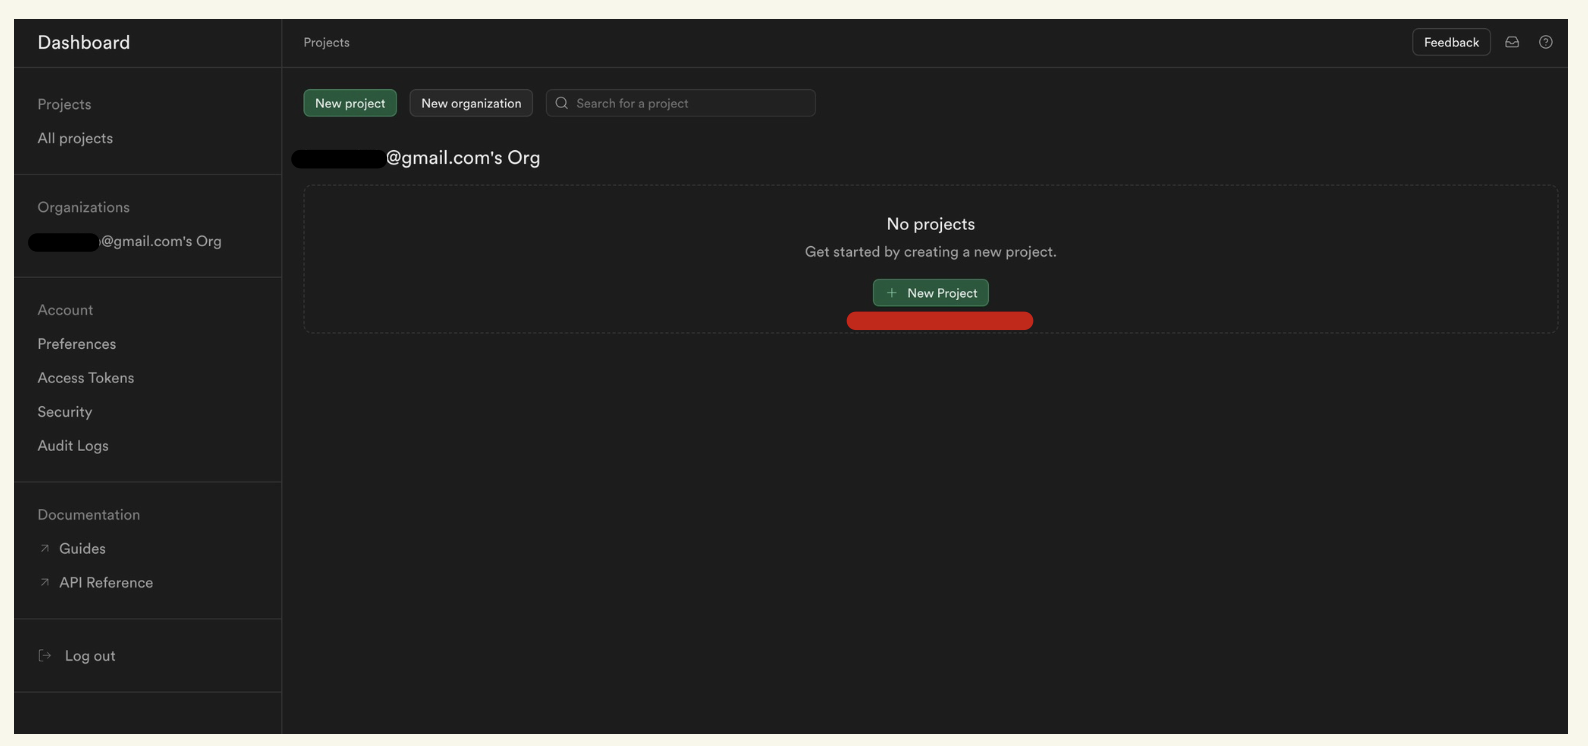 Dashboard
Projects
All projects
Organizations
@gmail.com's Org
Account
Preferences
Access Tokens
Security
Audit Logs
Documentation
Guides
API Reference
Log out
Projects
Feedback
New project
New organization
Search for a project
@gmail.com's Org
No projects
Get started by creating a new project.
New Project